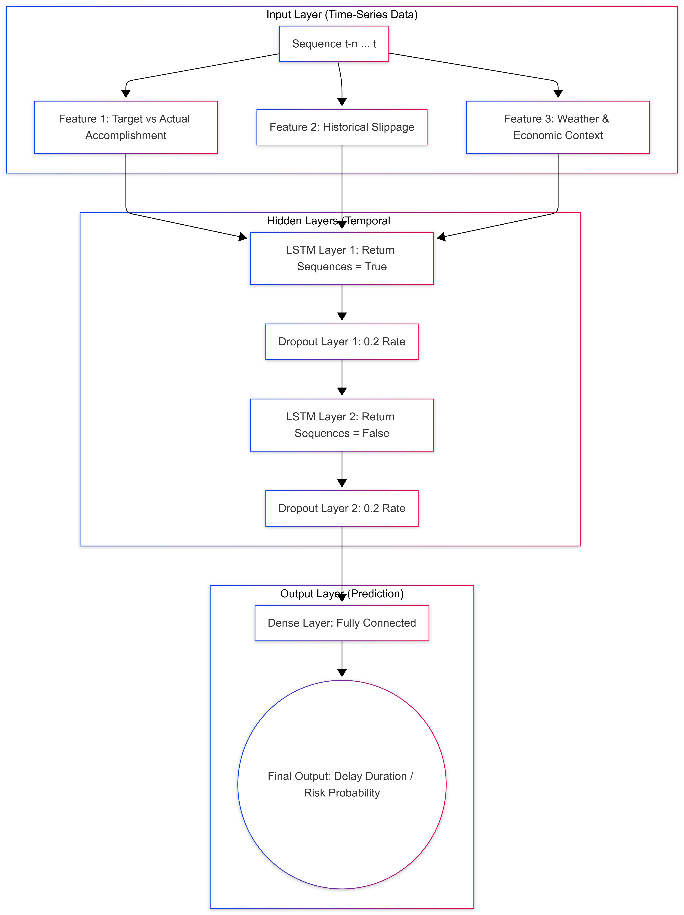 Input Layer (Time-Series Data)
Sequence t-n ... t
Feature 1: Target vs Actual
Accomplishment
Feature 2: Historical Slippage
Feature 3: Weather &
Economic Context
Hidden Layers (Temporal
LSTM Layer 1: Return
Sequences = True
Dropout Layer 1: 0.2 Rate
LSTM Layer 2: Return
Sequences = False
Dropout Layer 2: 0.2 Rate
Output Layer (Prediction)
Dense Layer: Fully Connected
Final Output: Delay Duration /
Risk Probability